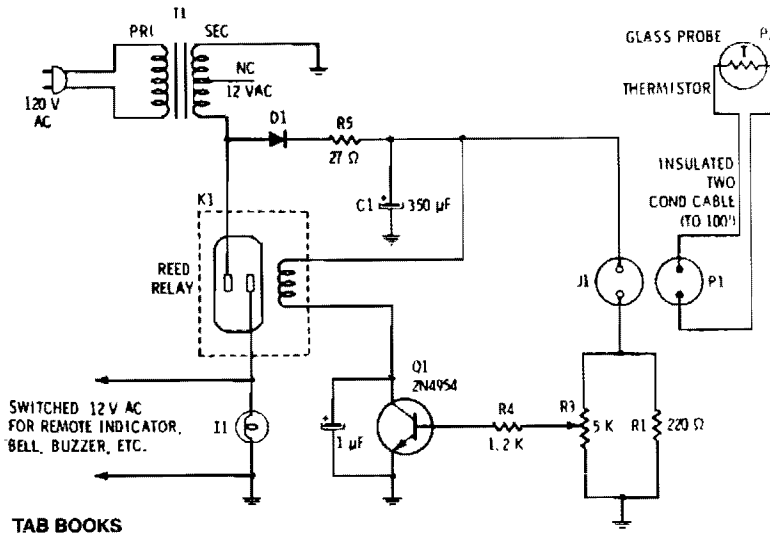 T1
PRI
SEC
NC
12 VAC
120 V
AC
D1
R5
27 Ω
GLASS PROBE
T
THERMISTOR
INSULATED
TWO
COND CABLE
(TO 100')
K1
C1
+
350 µF
REED
RELAY
J1
P1
Q1
2N4954
SWITCHED 12 V AC
FOR REMOTE INDICATOR,
BELL, BUZZER, ETC.
I1
+
1 µF
R4
1.2 K
R3
5 K
R1
220 Ω
TAB BOOKS